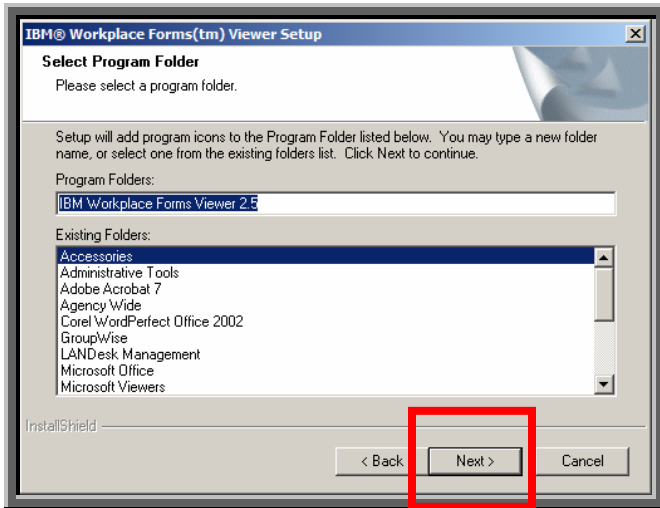 IBM® Workplace Forms(tm) Viewer Setup
Select Program Folder
Please select a program folder.
Setup will add program icons to the Program Folder listed below. You may type a new folder
name, or select one from the existing folders list. Click Next to continue.
Program Folders:
IBM Workplace Forms Viewer 2.5
Existing Folders:
Accessories
Administrative Tools
Adobe Acrobat 7
Agency Wide
Corel WordPerfect Office 2002
GroupWise
LANDesk Management
Microsoft Office
Microsoft Viewers
InstallShield
< Back
Next >
Cancel